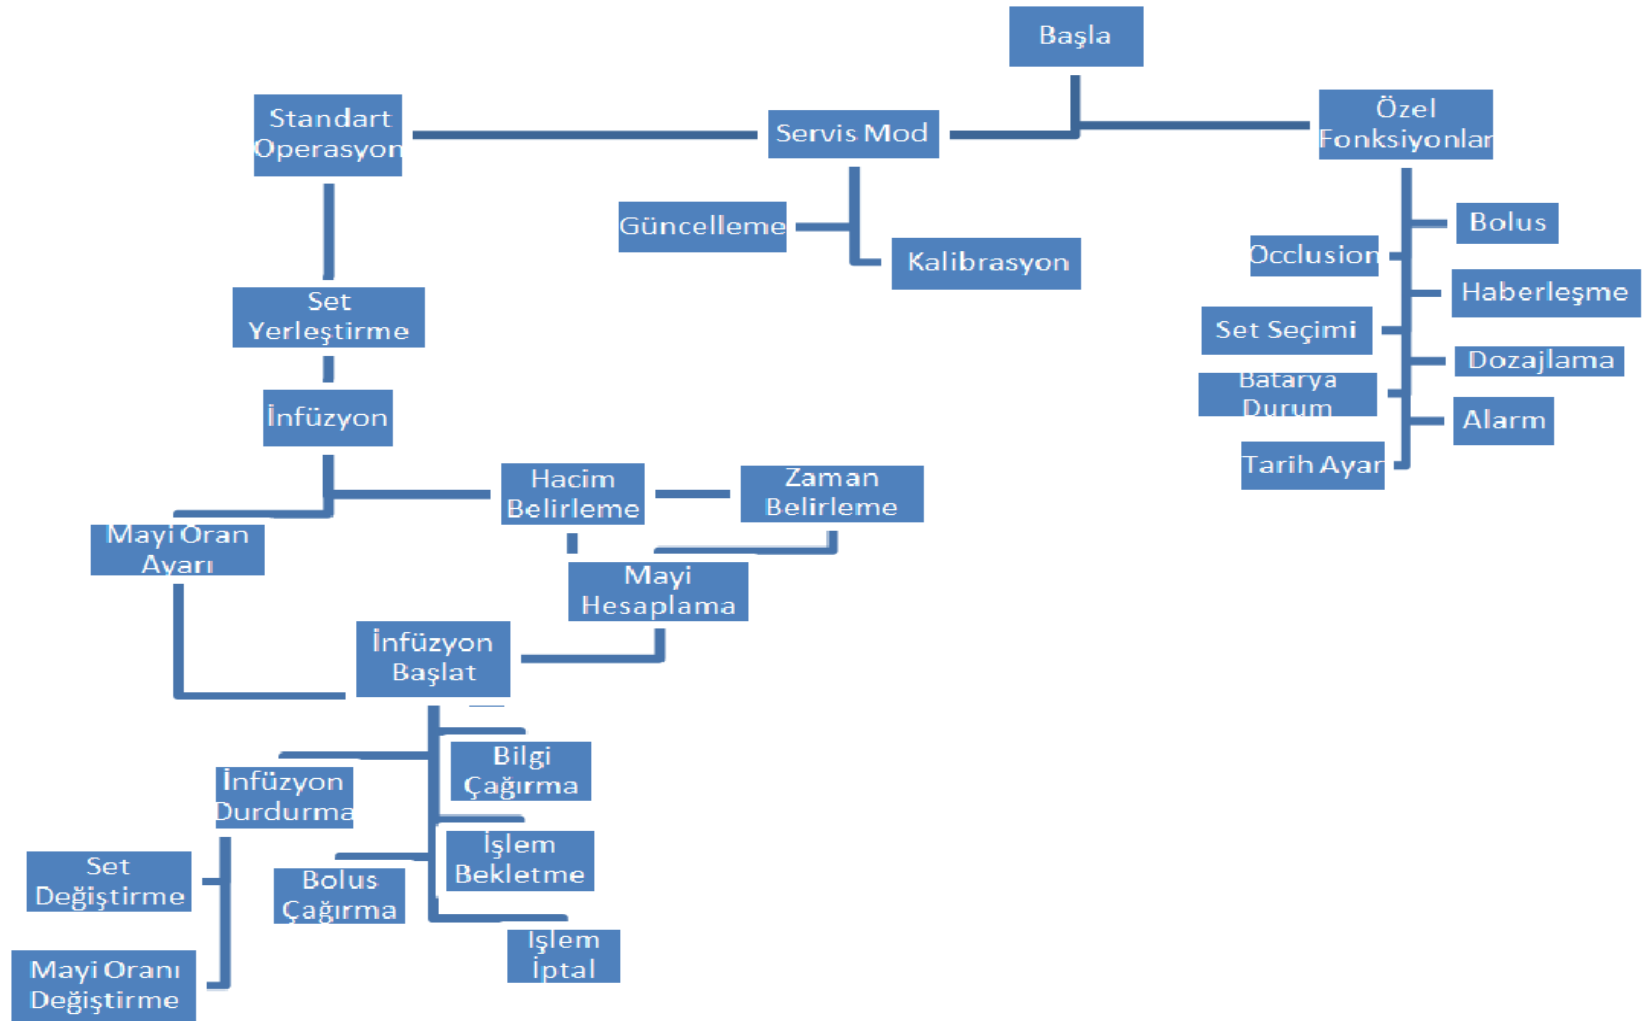 Başla
Standart
Operasyon
Servis Mod
Özel
Fonksiyonlar
Güncelleme
Kalibrasyon
Bolus
Occlusion
Haberleşme
Set Seçimi
Dozajlama
Batarya
Durum
Alarm
Tarih Ayar
Set
Yerleştirme
İnfüzyon
Hacim
Belirleme
Zaman
Belirleme
Mayi Oran
Ayarı
Mayi
Hesaplama
İnfüzyon
Başlat
Bilgi
Çağırma
İnfüzyon
Durdurma
İşlem
Bekletme
Set
Değiştirme
Bolus
Çağırma
İşlem
İptal
Mayi Oranı
Değiştirme